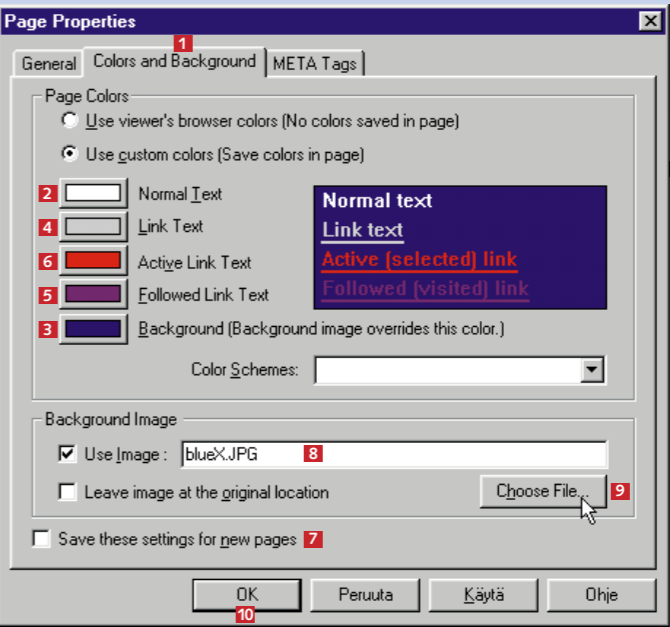 Page Properties
1
General Colors and Background META Tags
Page Colors
Use viewer's browser colors (No colors saved in page)
Use custom colors (Save colors in page)
2 Normal Text
4 Link Text
6 Active Link Text
5 Followed Link Text
3 Background (Background image overrides this color.)
Normal text
Link text
Active (selected) link
Followed (visited) link
Color Schemes:
Background Image
Use Image : blueX.JPG 8
Leave image at the original location
Choose File... 9
Save these settings for new pages 7
OK Peruuta Käytä Ohje
10